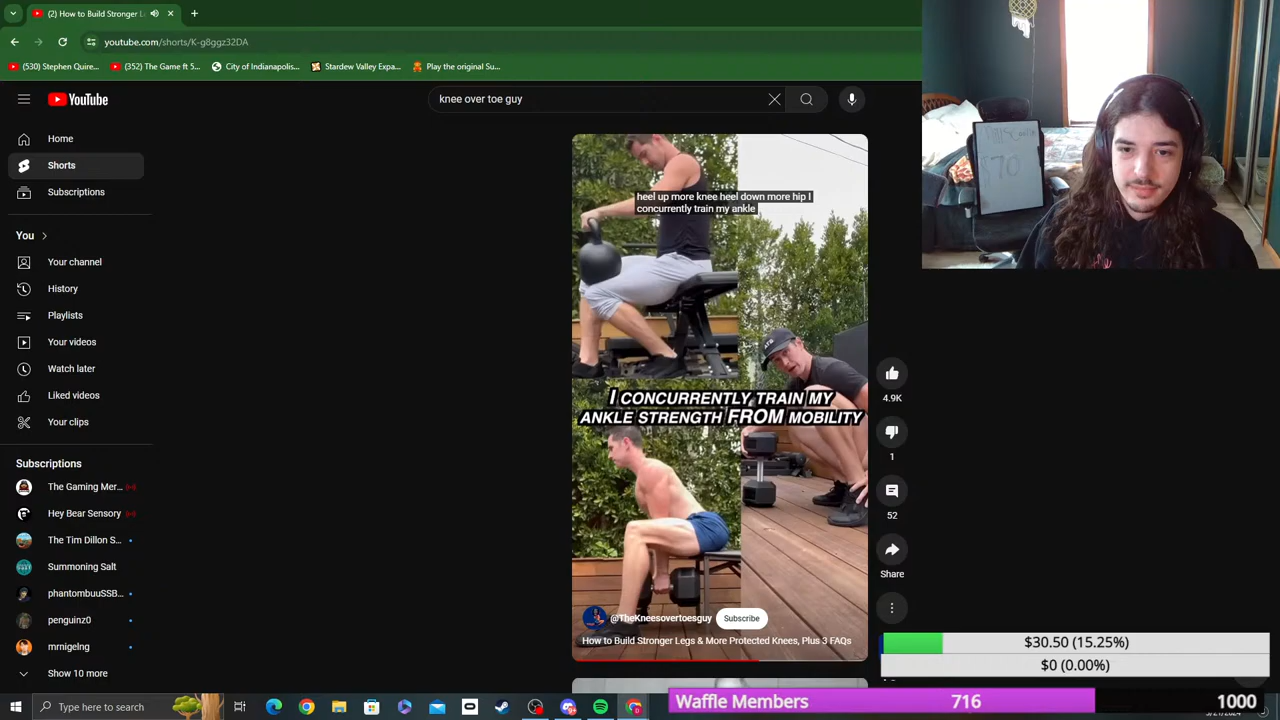 (2) How to Build Stronger L
youtube.com/shorts/K-g8ggz32DA
(530) Stephen Quire...
(352) The Game ft 5...
City of Indianapolis...
Stardew Valley Expa...
Play the original Su...
YouTube
knee over toe guy
Home
Shorts
Subscriptions
You
Your channel
History
Playlists
Your videos
Watch later
Liked videos
Your clips
Subscriptions
The Gaming Mer...
Hey Bear Sensory
The Tim Dillon S...
Summoning Salt
phantombuuSSB...
penguinz0
mrnigelng
Show 10 more
heel up more knee heel down more hip I
concurrently train my ankle
ATG
I CONCURRENTLY TRAIN MY
ANKLE STRENGTH FROM MOBILITY
@TheKneesovertoesguy
Subscribe
How to Build Stronger Legs & More Protected Knees, Plus 3 FAQs
4.9K
1
52
Share
$70
$30.50 (15.25%)
$0 (0.00%)
Waffle Members 716 1000
Type here to search